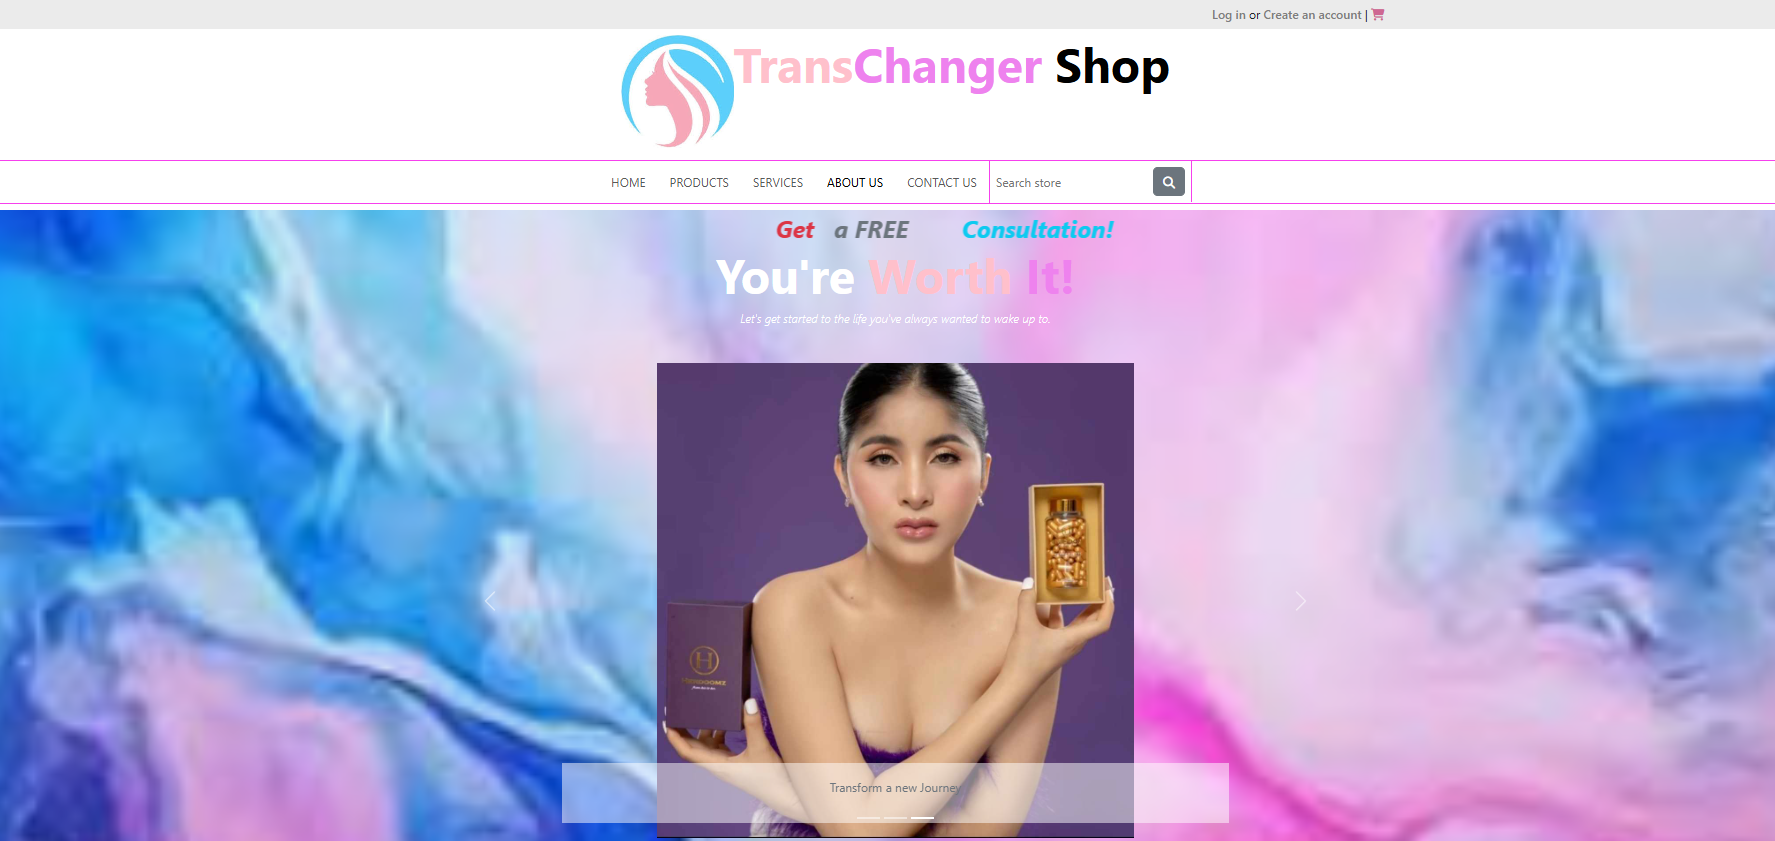 Log in or Create an account |
TransChanger Shop
HOME PRODUCTS SERVICES ABOUT US CONTACT US Search store
Get a FREE Consultation!
You're Worth It!
Let's get started to the life you've always wanted to wake up to.
H
Transform a new Journey